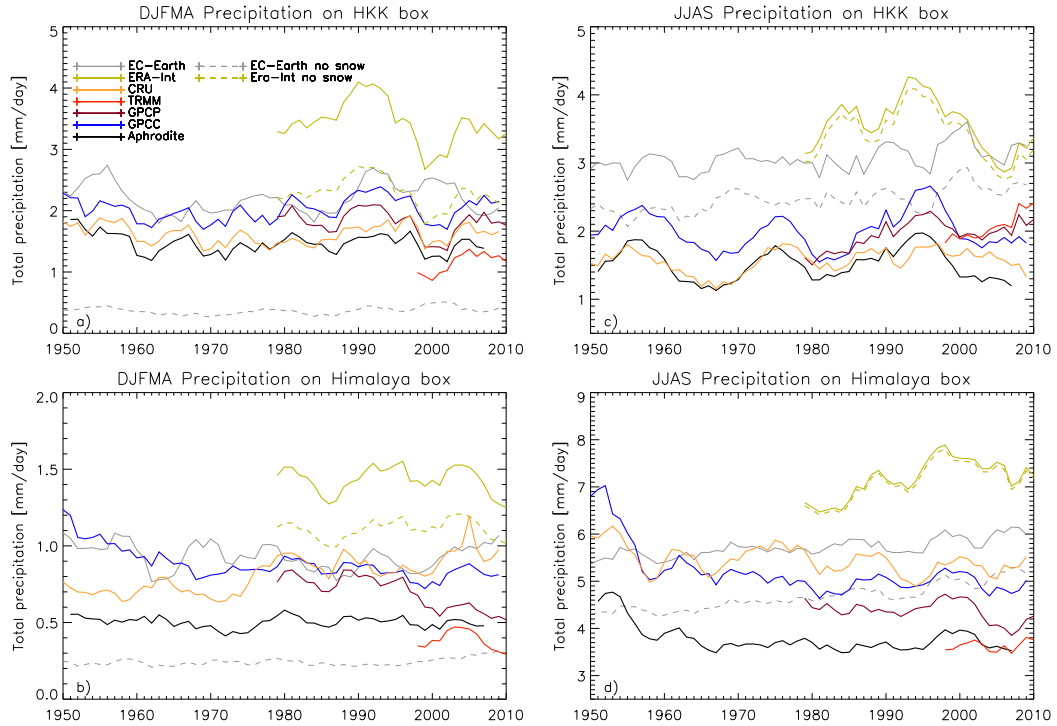 DJFMA Precipitation on HKK box
JJAS Precipitation on HKK box
Total precipitation [mm/day]
5
4
3
2
1
0
EC-Earth
ERA-Int
CRU
TRMM
GPCP
GPCC
Aphrodite
EC-Earth no snow
Era-Int no snow
a)
1950 1960 1970 1980 1990 2000 2010
Total precipitation [mm/day]
5
4
3
2
1
c)
1950 1960 1970 1980 1990 2000 2010
DJFMA Precipitation on Himalaya box
JJAS Precipitation on Himalaya box
Total precipitation [mm/day]
2.0
1.5
1.0
0.5
0.0
b)
1950 1960 1970 1980 1990 2000 2010
Total precipitation [mm/day]
9
8
7
6
5
4
3
d)
1950 1960 1970 1980 1990 2000 2010